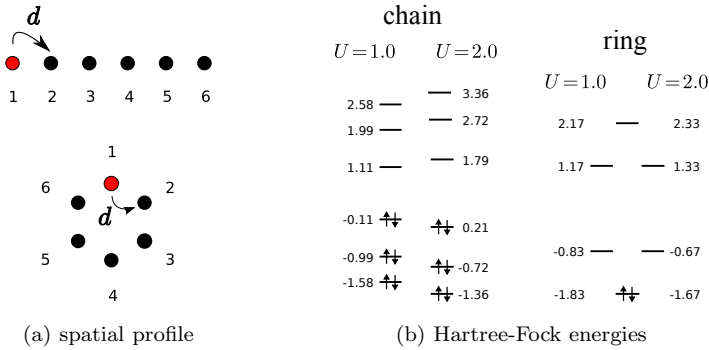 d
1 2 3 4 5 6
1
6 2
d
5 3
4
(a) spatial profile
chain
U=1.0 U=2.0
3.36
2.58
2.72
1.99
1.79
1.11
-0.11
0.21
-0.99
-0.72
-1.58
-1.36
ring
U=1.0 U=2.0
2.17 2.33
1.17 1.33
-0.83 -0.67
-1.83 -1.67
(b) Hartree-Fock energies